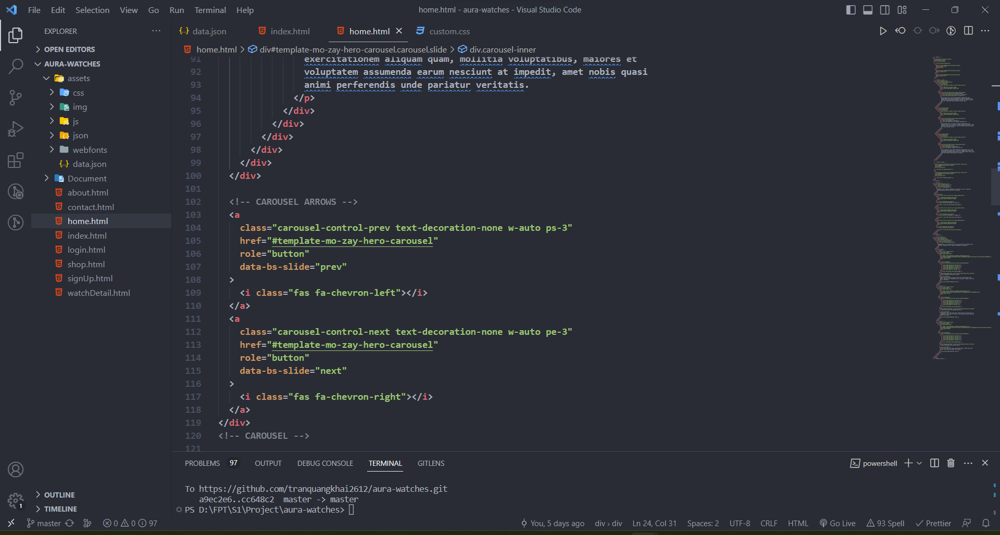 File Edit Selection View Go Run Terminal Help
home.html - aura-watches - Visual Studio Code
EXPLORER
OPEN EDITORS
AURA-WATCHES
assets
css
img
js
json
webfonts
data.json
Document
about.html
contact.html
home.html
index.html
login.html
shop.html
signUp.html
watchDetail.html
OUTLINE
TIMELINE
data.json index.html home.html custom.css
home.html > div#template-mo-zay-hero-carousel.carousel.slide > div.carousel-inner
91 exercitationem aliquam quam, mollitia voluptatibus, maiores et
92 voluptatem assumenda earum nesciunt at impedit, amet nobis quasi
93 animi perferendis unde pariatur veritatis.
94 </p>
95 </div>
96 </div>
97 </div>
98 </div>
99 </div>
100 </div>
101
102 <!-- CAROUSEL ARROWS -->
103 <a
104 class="carousel-control-prev text-decoration-none w-auto ps-3"
105 href="#template-mo-zay-hero-carousel"
106 role="button"
107 data-bs-slide="prev"
108 >
109 <i class="fas fa-chevron-left"></i>
110 </a>
111 <a
112 class="carousel-control-next text-decoration-none w-auto pe-3"
113 href="#template-mo-zay-hero-carousel"
114 role="button"
115 data-bs-slide="next"
116 >
117 <i class="fas fa-chevron-right"></i>
118 </a>
119 </div>
120 <!-- CAROUSEL -->
121
PROBLEMS 97 OUTPUT DEBUG CONSOLE TERMINAL GITLENS
powershell
To https://github.com/tranquangkhai2612/aura-watches.git
a9ec2e6..cc648c2 master -> master
PS D:\FPT\S1\Project\aura-watches>
1
master 0 0 97
You, 5 days ago div > div Ln 24, Col 31 Spaces: 2 UTF-8 CRLF HTML Go Live 93 Spell Prettier